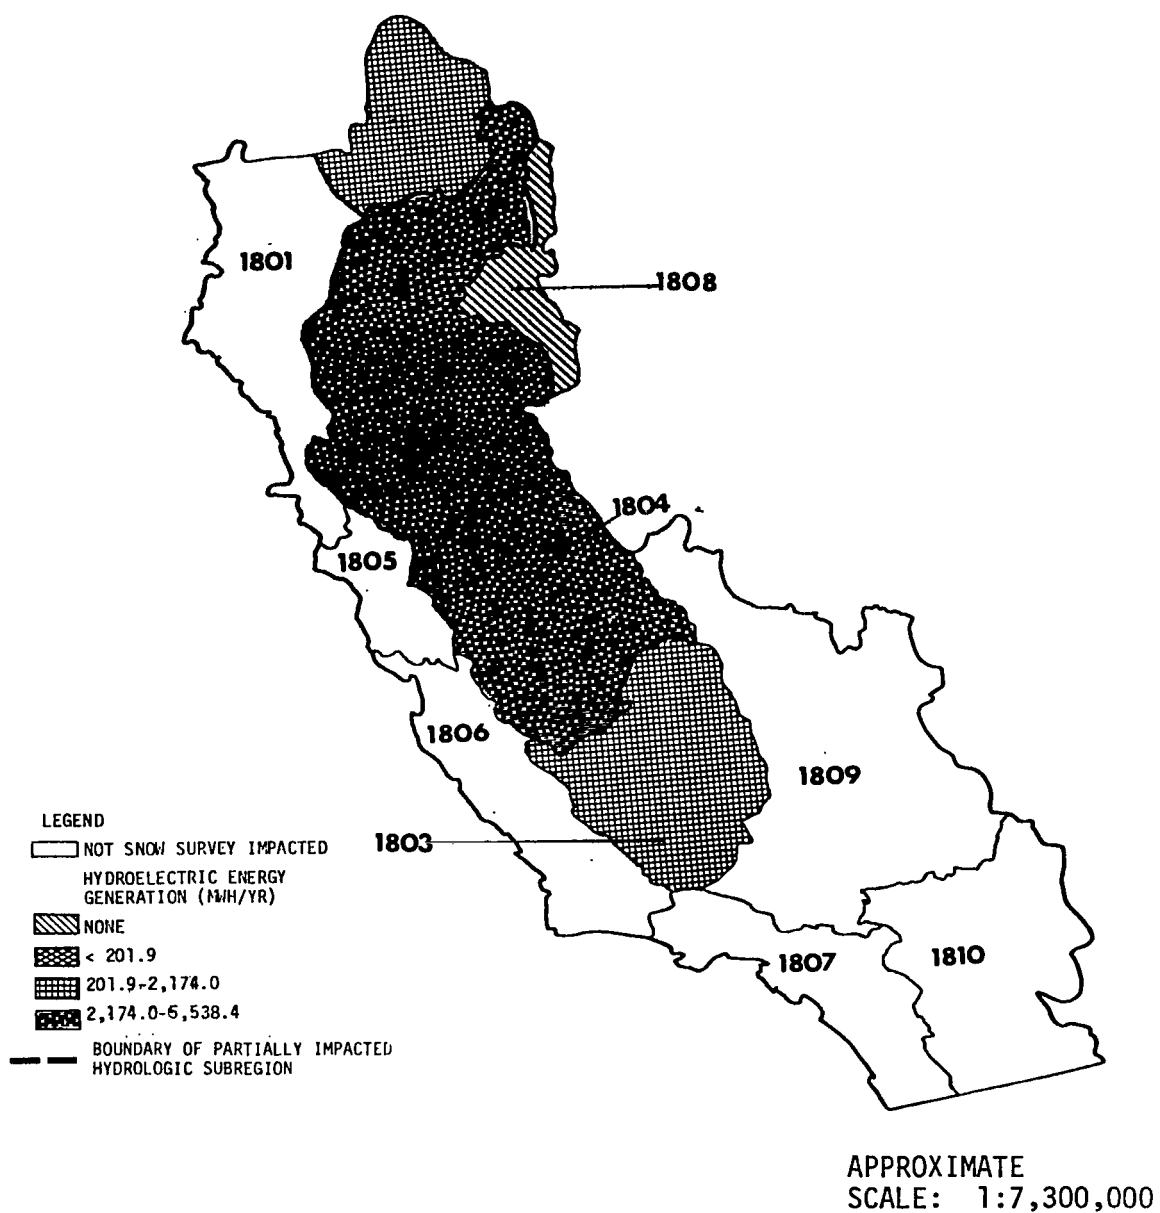 1801
1808
1804
1805
1806
1809
1803
1807
1810
LEGEND
NOT SNOW SURVEY IMPACTED
HYDROELECTRIC ENERGY
GENERATION (MWH/YR)
NONE
< 201.9
201.9-2,174.0
2,174.0-6,538.4
BOUNDARY OF PARTIALLY IMPACTED
HYDROLOGIC SUBREGION
APPROXIMATE
SCALE: 1:7,300,000